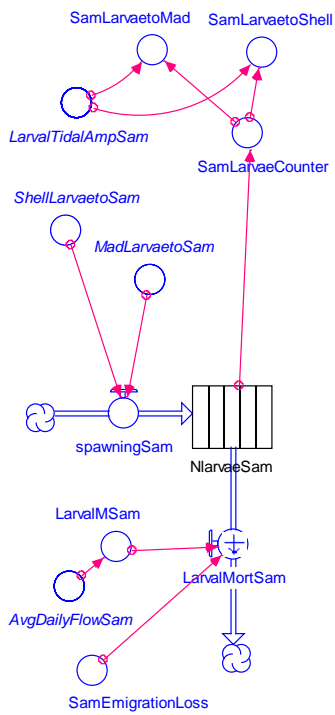 SamLarvaetoMad
SamLarvaetoShell
LarvalTidalAmpSam
SamLarvaeCounter
ShellLarvaetoSam
MadLarvaetoSam
spawningSam
NlarvaeSam
LarvalMSam
LarvalMortSam
AvgDailyFlowSam
SamEmigrationLoss